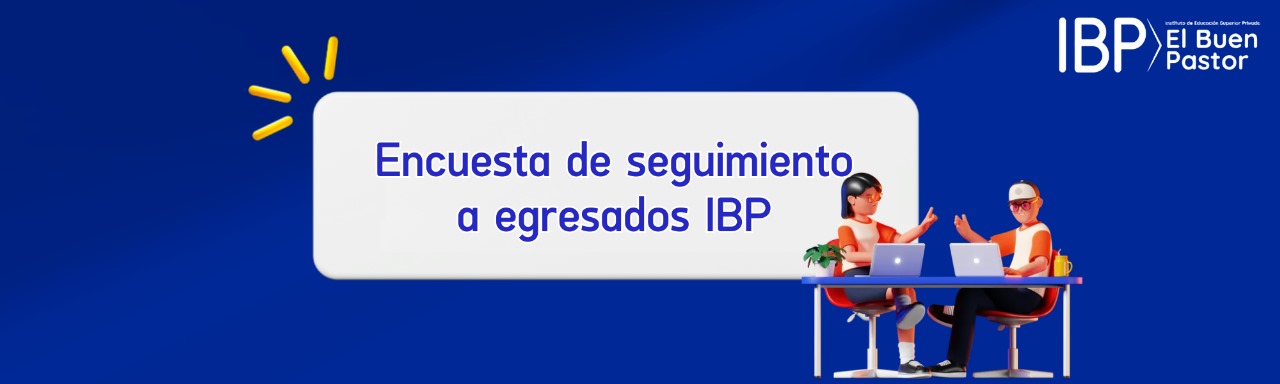 IBP
Instituto de Educación Superior Privado
El Buen
Pastor
Encuesta de seguimiento
a egresados IBP